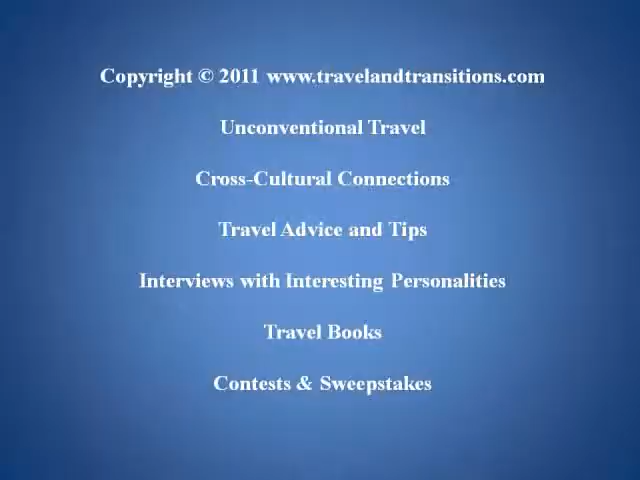 Copyright © 2011 www.travelandtransitions.com
Unconventional Travel
Cross-Cultural Connections
Travel Advice and Tips
Interviews with Interesting Personalities
Travel Books
Contests & Sweepstakes